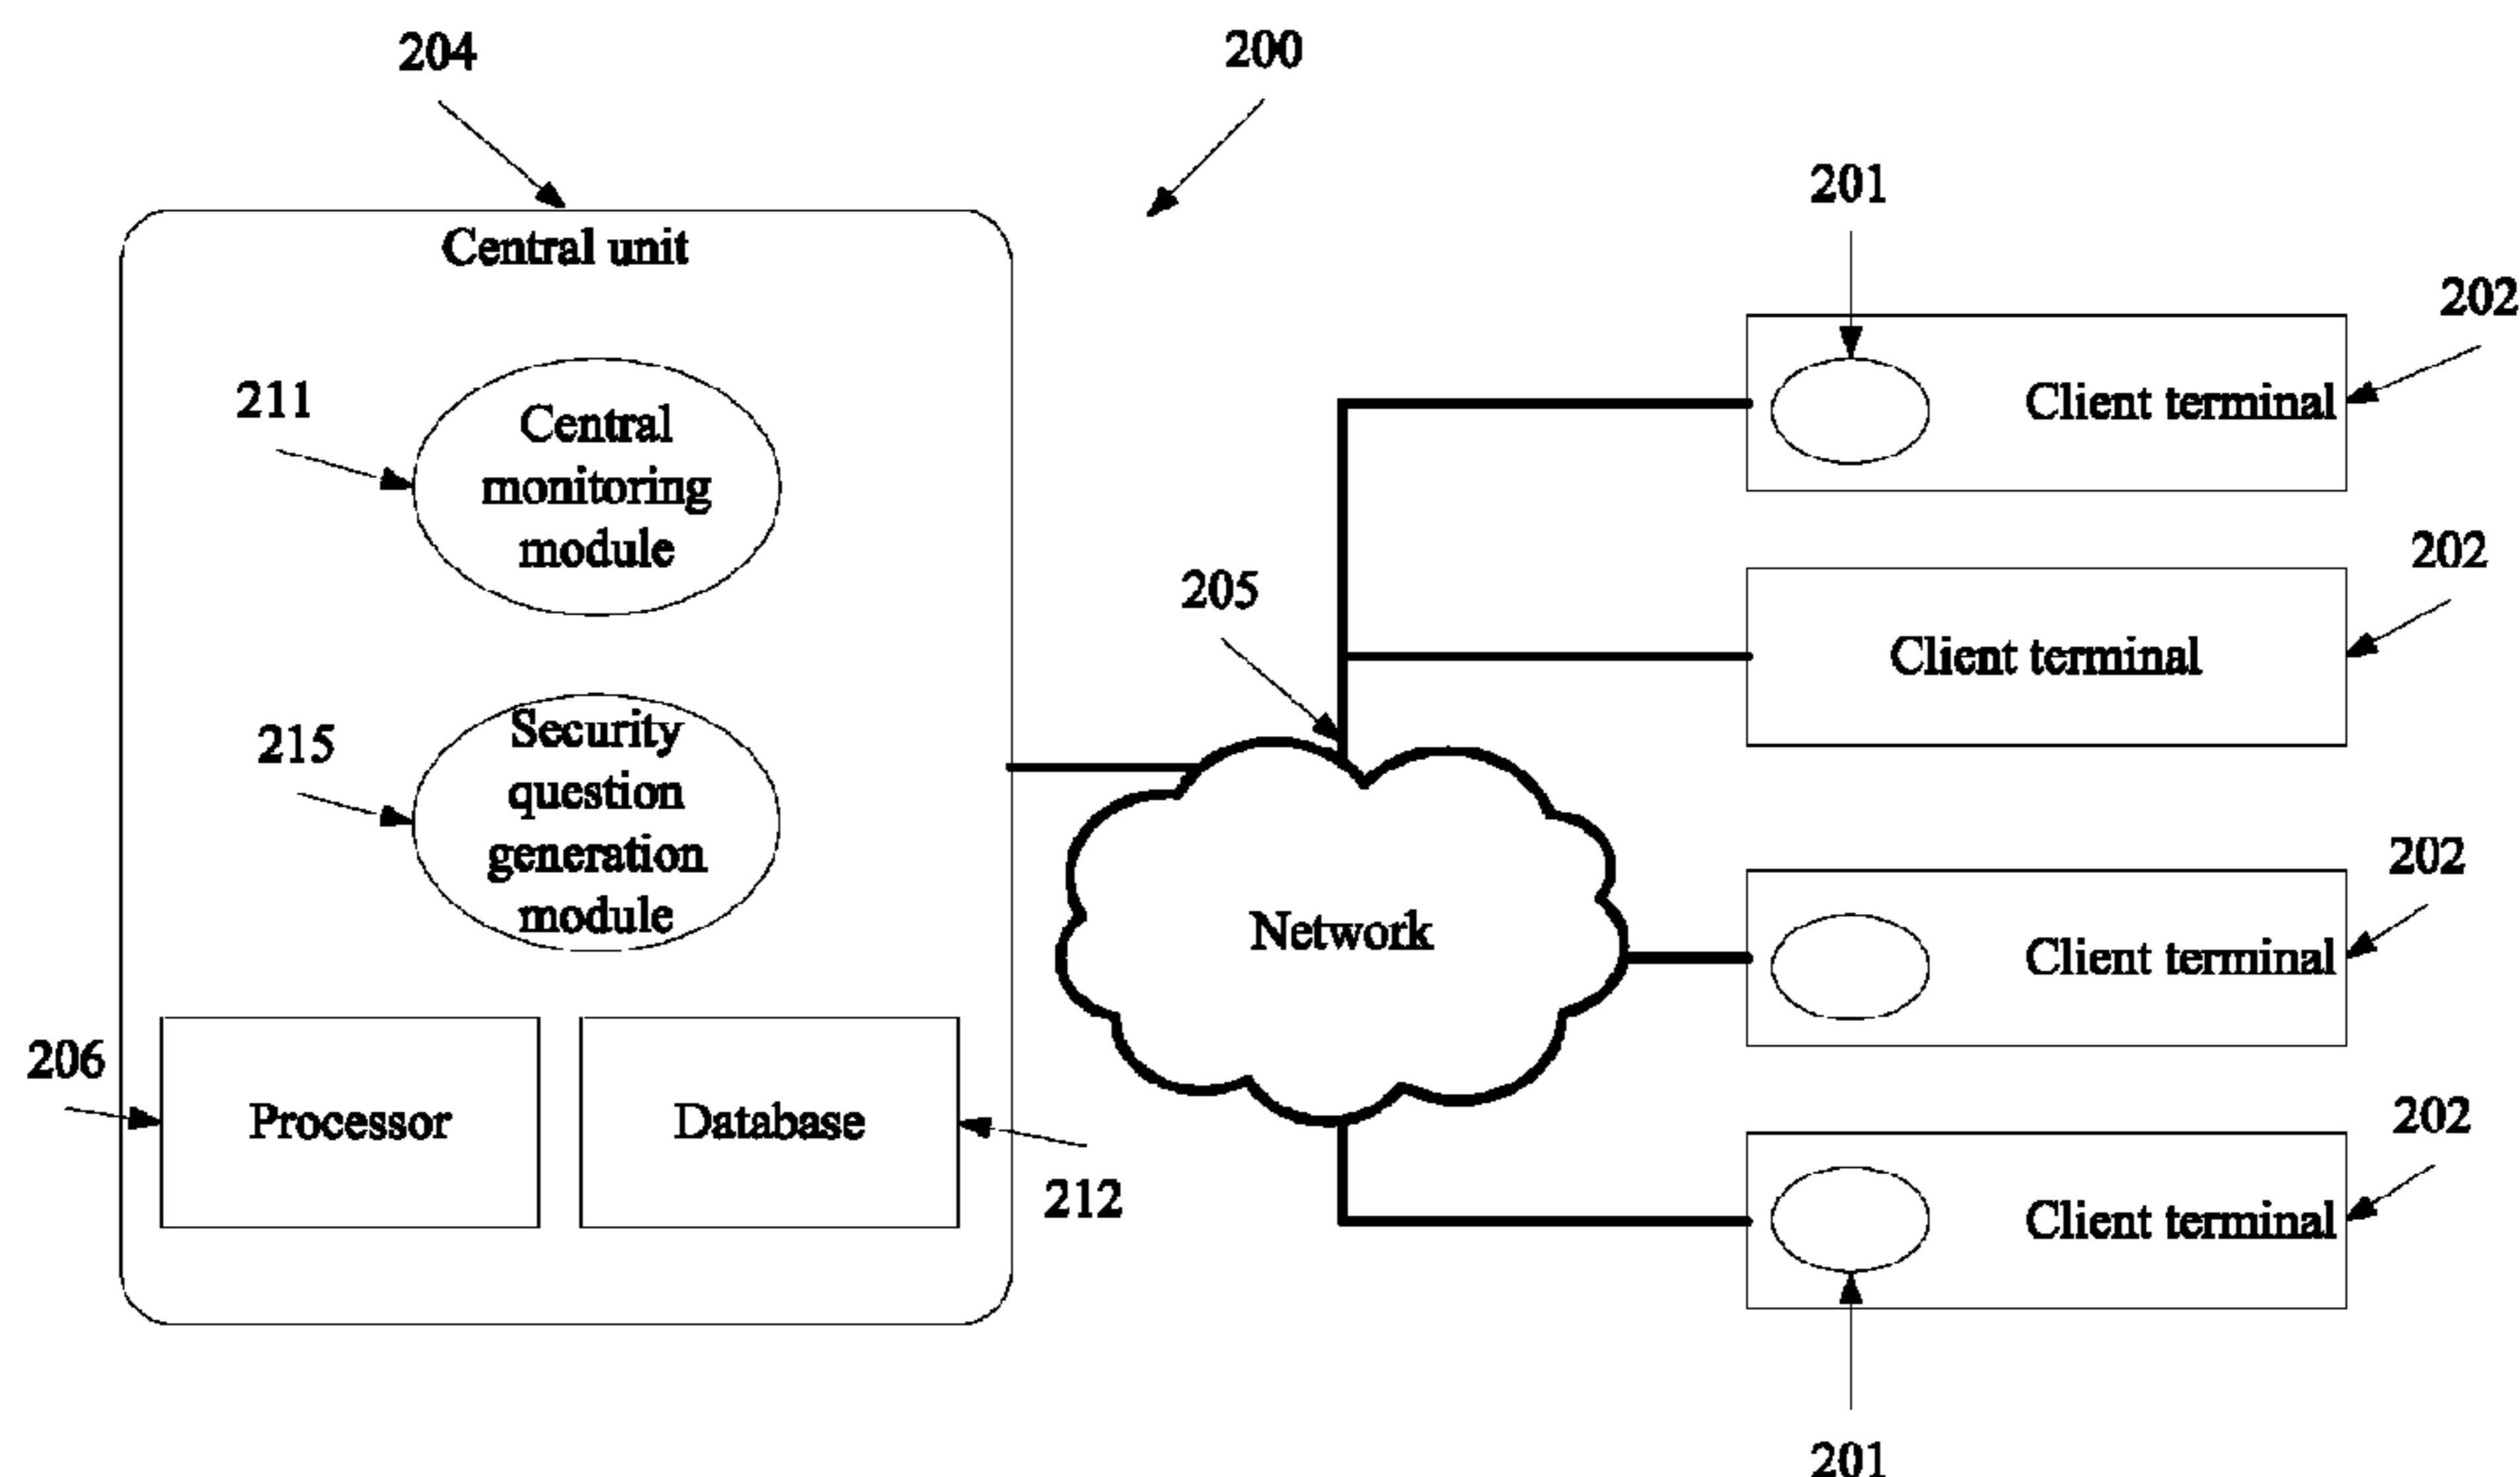 204
200
Central unit
211
Central
monitoring
module
215
Security
question
generation
module
206
Processor
Database
212
205
Network
201
202
Client terminal
202
Client terminal
202
Client terminal
202
Client terminal
201